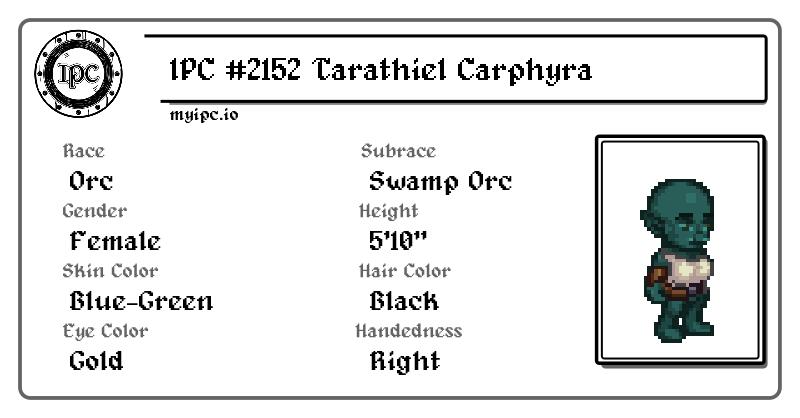 IPC
IPC #2152 Tarathiel Carphyra
myipc.io
Race
Orc
Subrace
Swamp Orc
Gender
Female
Height
5'10"
Skin Color
Blue-Green
Hair Color
Black
Eye Color
Gold
Handedness
Right